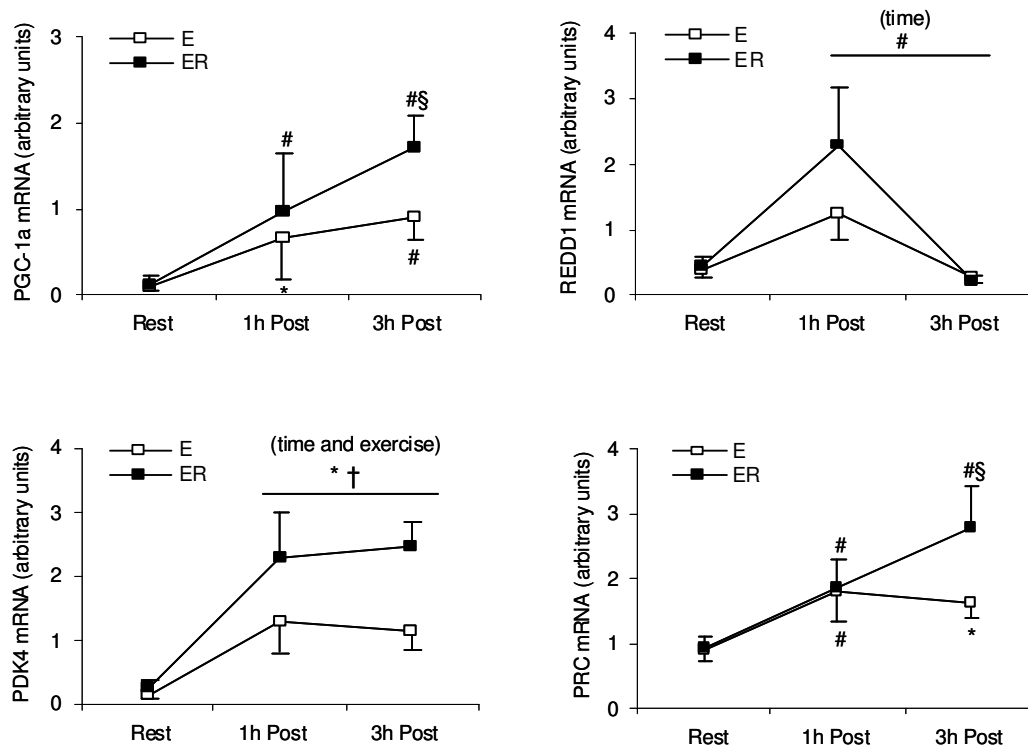 PGC-1a mRNA (arbitrary units)
3
2
1
0
E
ER
#
#§
*
#
Rest
1h Post
3h Post
REDD1 mRNA (arbitrary units)
4
3
2
1
0
E
ER
(time)
#
Rest
1h Post
3h Post
PDK4 mRNA (arbitrary units)
4
3
2
1
0
E
ER
(time and exercise)
* †
Rest
1h Post
3h Post
PRC mRNA (arbitrary units)
4
3
2
1
0
E
ER
#
#§
#
*
Rest
1h Post
3h Post